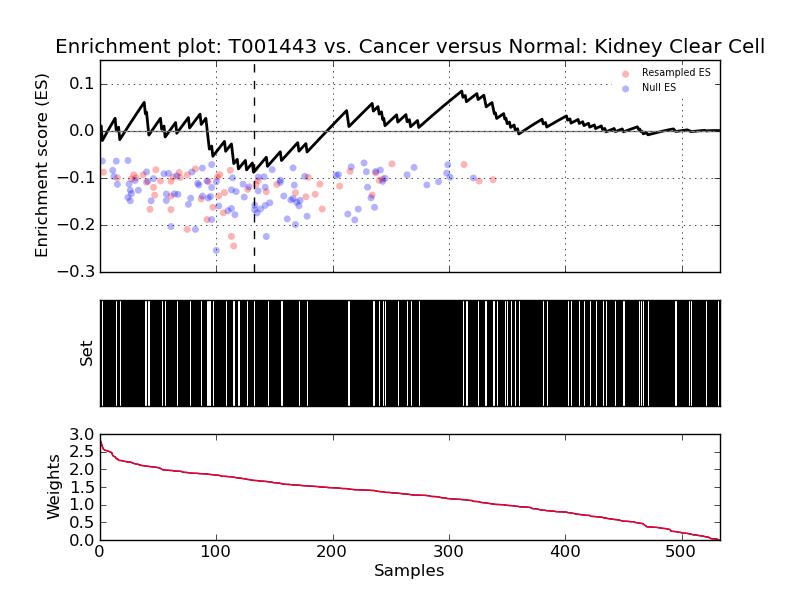 Enrichment plot: T001443 vs. Cancer versus Normal: Kidney Clear Cell
Enrichment score (ES)
0.1
0.0
−0.1
−0.2
−0.3
Resampled ES
Null ES
Set
Weights
3.0
2.5
2.0
1.5
1.0
0.5
0.0
0 100 200 300 400 500
Samples